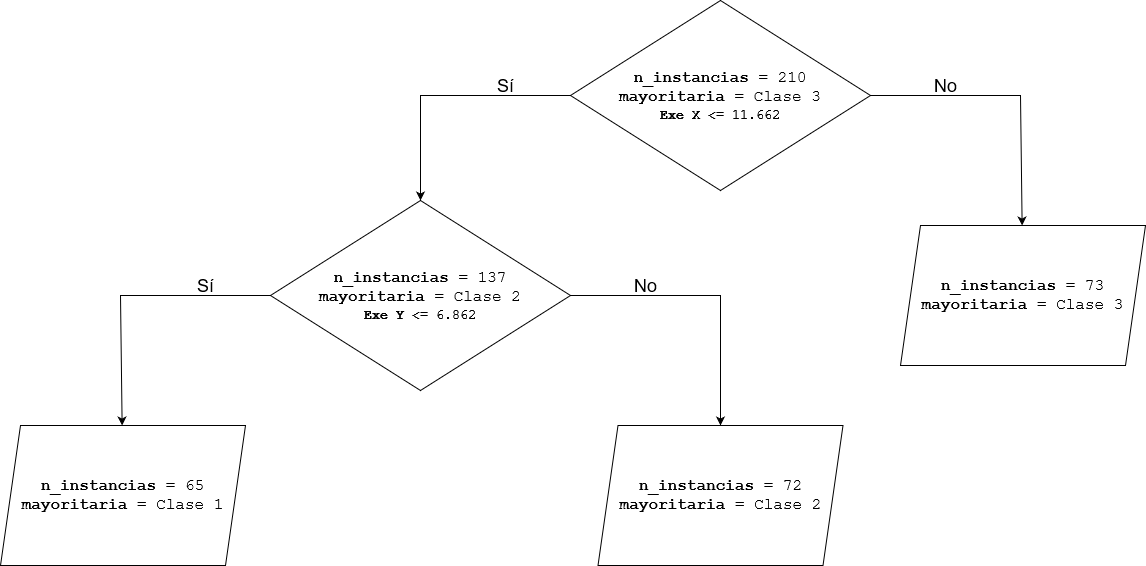 n_instancias = 210
mayoritaria = Clase 3
Exe X <= 11.662
Sí
No
n_instancias = 137
mayoritaria = Clase 2
Exe Y <= 6.862
Sí
No
n_instancias = 73
mayoritaria = Clase 3
n_instancias = 65
mayoritaria = Clase 1
n_instancias = 72
mayoritaria = Clase 2